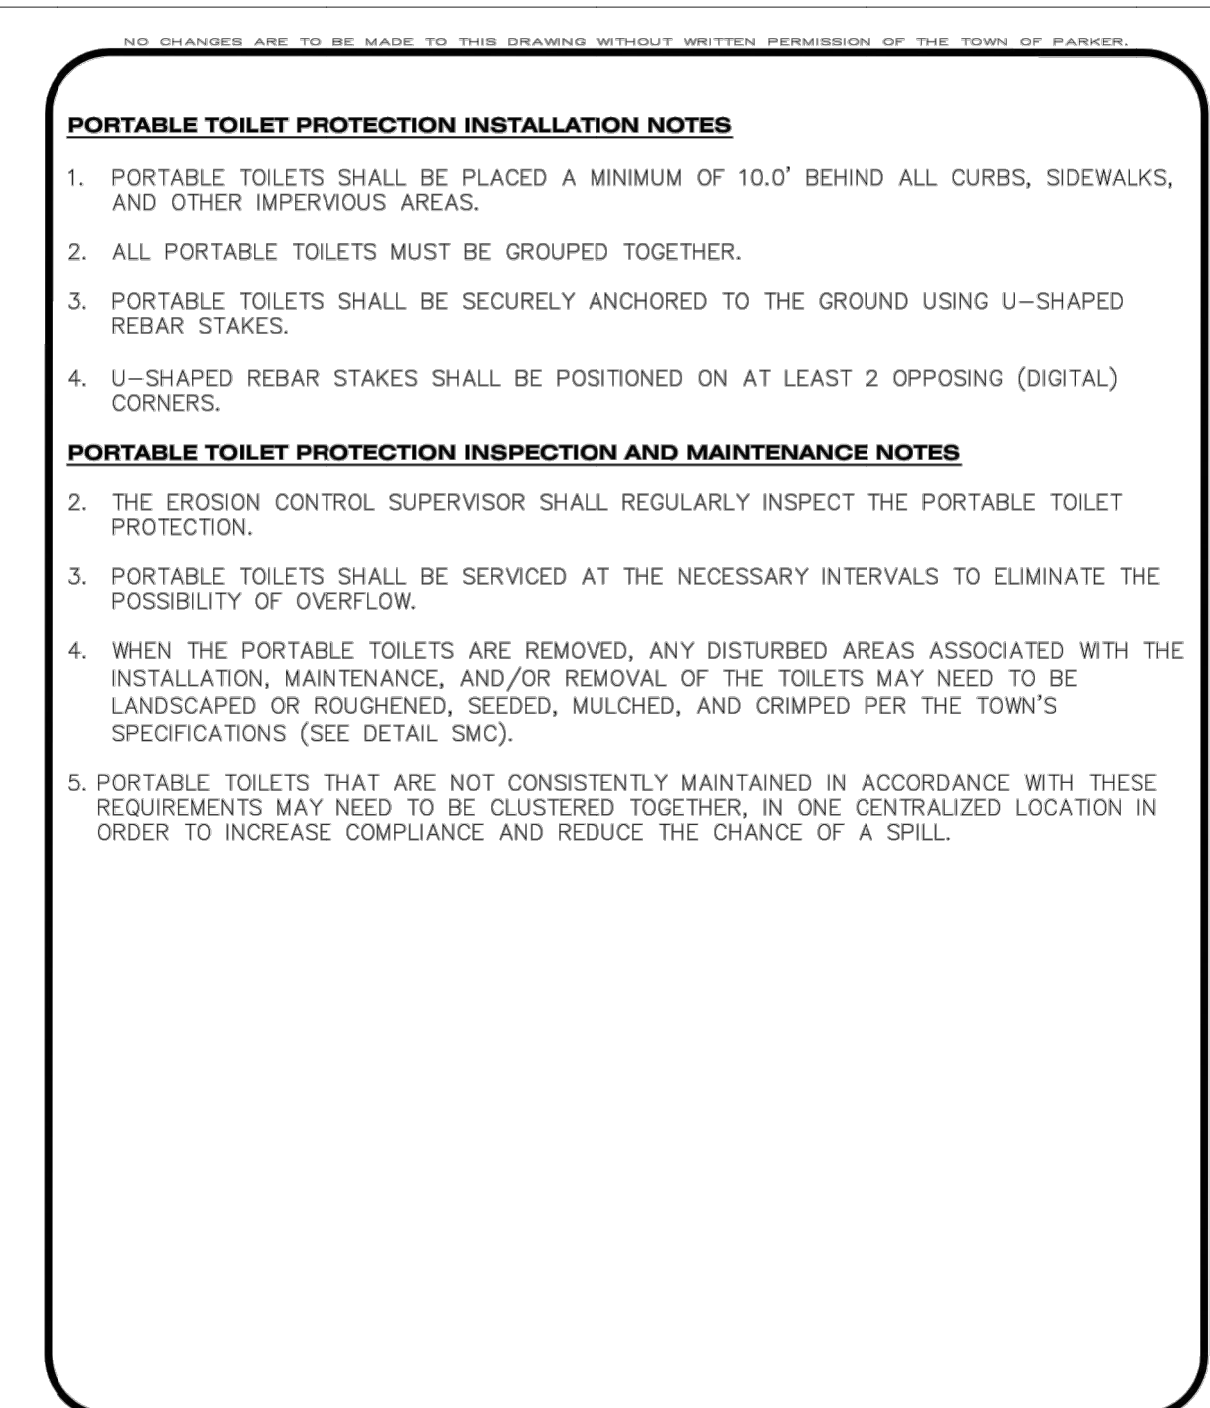 NO CHANGES ARE TO BE MADE TO THIS DRAWING WITHOUT WRITTEN PERMISSION OF THE TOWN OF PARKER.
PORTABLE TOILET PROTECTION INSTALLATION NOTES
1. PORTABLE TOILETS SHALL BE PLACED A MINIMUM OF 10.0' BEHIND ALL CURBS, SIDEWALKS,
AND OTHER IMPERVIOUS AREAS.
2. ALL PORTABLE TOILETS MUST BE GROUPED TOGETHER.
3. PORTABLE TOILETS SHALL BE SECURELY ANCHORED TO THE GROUND USING U-SHAPED
REBAR STAKES.
4. U-SHAPED REBAR STAKES SHALL BE POSITIONED ON AT LEAST 2 OPPOSING (DIGITAL)
CORNERS.
PORTABLE TOILET PROTECTION INSPECTION AND MAINTENANCE NOTES
2. THE EROSION CONTROL SUPERVISOR SHALL REGULARLY INSPECT THE PORTABLE TOILET
PROTECTION.
3. PORTABLE TOILETS SHALL BE SERVICED AT THE NECESSARY INTERVALS TO ELIMINATE THE
POSSIBILITY OF OVERFLOW.
4. WHEN THE PORTABLE TOILETS ARE REMOVED, ANY DISTURBED AREAS ASSOCIATED WITH THE
INSTALLATION, MAINTENANCE, AND/OR REMOVAL OF THE TOILETS MAY NEED TO BE
LANDSCAPED OR ROUGHENED, SEEDED, MULCHED, AND CRIMPED PER THE TOWN'S
SPECIFICATIONS (SEE DETAIL SMC).
5. PORTABLE TOILETS THAT ARE NOT CONSISTENTLY MAINTAINED IN ACCORDANCE WITH THESE
REQUIREMENTS MAY NEED TO BE CLUSTERED TOGETHER, IN ONE CENTRALIZED LOCATION IN
ORDER TO INCREASE COMPLIANCE AND REDUCE THE CHANCE OF A SPILL.